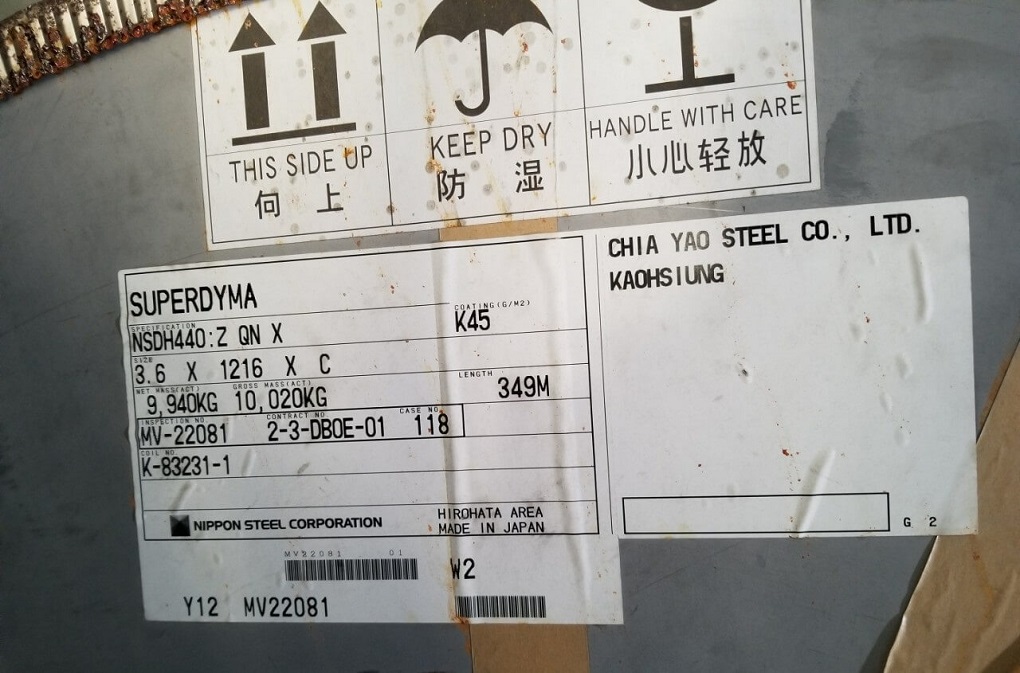 THIS SIDE UP
向 上
KEEP DRY
防 湿
HANDLE WITH CARE
小心轻放
SUPERDYMA
SPECIFICATION
NSDH440:Z QN X
COATING(G/M2)
K45
SIZE
3.6 X 1216 X C
NET MASS(ACT) GROSS MASS(ACT)
9,940KG 10,020KG
LENGTH
349M
INSPECTION NO CONTRACT NO CASE NO
MV-22081 2-3-DBOE-01 118
COIL NO
K-83231-1
NIPPON STEEL CORPORATION
HIROHATA AREA
MADE IN JAPAN
MV22081 01
W2
Y12 MV22081
CHIA YAO STEEL CO., LTD.
KAOHSIUNG
G 2